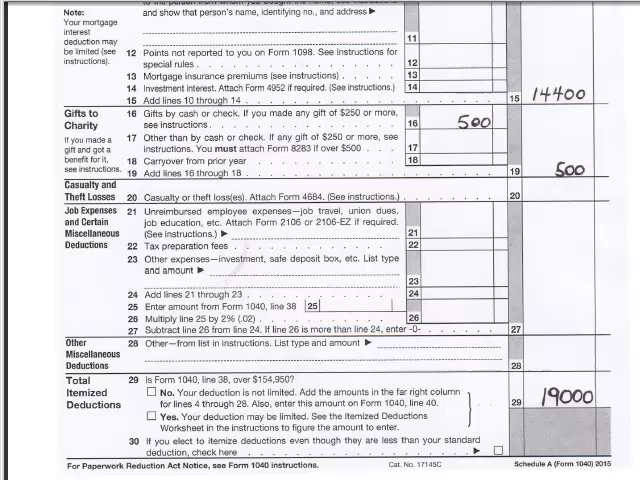 Note:
and show that person's name, identifying no., and address ▶
Your mortgage
interest
deduction may
be limited (see
instructions).
11
12 Points not reported to you on Form 1098. See instructions for
special rules . . . . . . . . . . . . . . . . 12
13 Mortgage insurance premiums (see instructions) . . . . . 13
14 Investment interest. Attach Form 4952 if required. (See instructions.) 14
15 Add lines 10 through 14 . . . . . . . . . . . . . . . . 15 14400
Gifts to
Charity
If you made a
gift and got a
benefit for it,
see instructions.
16 Gifts by cash or check. If you made any gift of $250 or more,
see instructions . . . . . . . . . . . . . . . 16 500
17 Other than by cash or check. If any gift of $250 or more, see
instructions. You must attach Form 8283 if over $500 . . . 17
18 Carryover from prior year . . . . . . . . . . . . 18
19 Add lines 16 through 18 . . . . . . . . . . . . . . . . 19 500
Casualty and
Theft Losses
20 Casualty or theft loss(es). Attach Form 4684. (See instructions.) . . . . . . . . 20
Job Expenses
and Certain
Miscellaneous
Deductions
21 Unreimbursed employee expenses—job travel, union dues,
job education, etc. Attach Form 2106 or 2106-EZ if required.
(See instructions.) ▶ 21
22 Tax preparation fees . . . . . . . . . . . . . 22
23 Other expenses—investment, safe deposit box, etc. List type
and amount ▶
23
24 Add lines 21 through 23 . . . . . . . . . . . . 24
25 Enter amount from Form 1040, line 38 25
26 Multiply line 25 by 2% (.02) . . . . . . . . . . . 26
27 Subtract line 26 from line 24. If line 26 is more than line 24, enter -0- . . . . . . 27
Other
Miscellaneous
Deductions
28 Other—from list in instructions. List type and amount ▶
28
Total
Itemized
Deductions
29 Is Form 1040, line 38, over $154,950?
No. Your deduction is not limited. Add the amounts in the far right column
for lines 4 through 28. Also, enter this amount on Form 1040, line 40. . . 29 19000
Yes. Your deduction may be limited. See the Itemized Deductions
Worksheet in the instructions to figure the amount to enter.
30 If you elect to itemize deductions even though they are less than your standard
deduction, check here . . . . . . . . . . . . . . . . ▶
For Paperwork Reduction Act Notice, see Form 1040 instructions. Cat. No. 17145C Schedule A (Form 1040) 2015